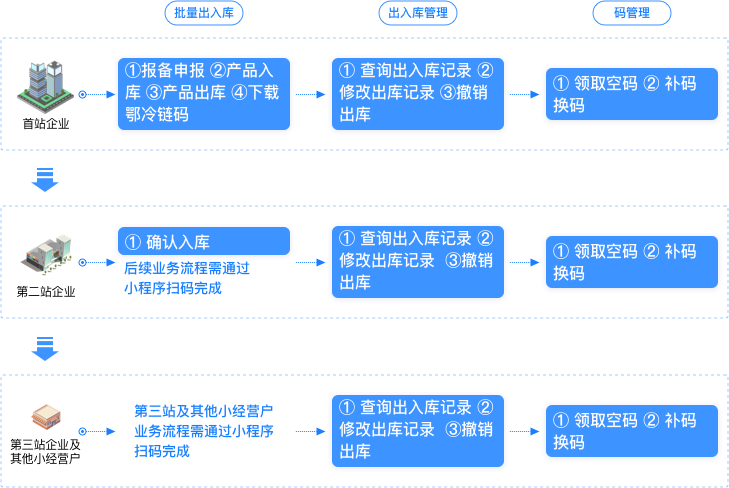 批量出入库
出入库管理
码管理
首站企业
①报备申报 ②产品入
库 ③产品出库 ④下载
鄂冷链码
① 查询出入库记录 ②
修改出库记录 ③撤销
出库
① 领取空码 ② 补码
换码
第二站企业
① 确认入库
后续业务流程需通过
小程序扫码完成
① 查询出入库记录 ②
修改出库记录 ③撤销
出库
① 领取空码 ② 补码
换码
第三站企业及
其他小经营户
第三站及其他小经营户
业务流程需通过小程序
扫码完成
① 查询出入库记录 ②
修改出库记录 ③撤销
出库
① 领取空码 ② 补码
换码